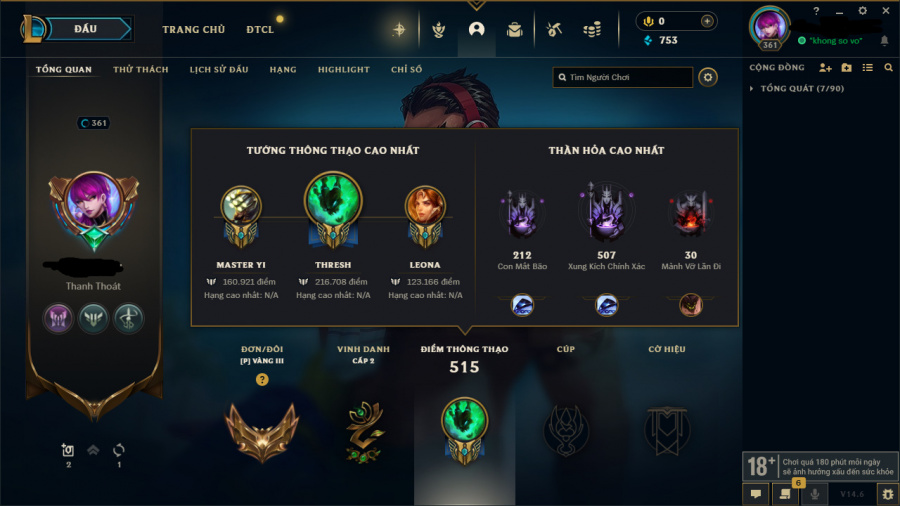 ĐẤU
TRANG CHỦ
ĐTCL
0
753
361
"khong so vo"
TỔNG QUAN
THỬ THÁCH
LỊCH SỬ ĐẤU
HẠNG
HIGHLIGHT
CHỈ SỐ
Tìm Người Chơi
CỘNG ĐỒNG
TỔNG QUÁT (7/90)
361
Thanh Thoát
2
1
TƯỚNG THÔNG THẠO CAO NHẤT
MASTER YI
160.921 điểm
Hạng cao nhất: N/A
THRESH
216.708 điểm
Hạng cao nhất: N/A
LEONA
123.166 điểm
Hạng cao nhất: N/A
THẦN HỎA CAO NHẤT
212
Con Mắt Bão
507
Xung Kích Chính Xác
30
Mảnh Vỡ Lân Đi
ĐƠN/ĐÔI
[P] VÀNG III
?
VINH DANH
CẤP 2
ĐIỂM THÔNG THẠO
515
CÚP
CỜ HIỆU
18+
Chơi quá 180 phút mỗi ngày
sẽ ảnh hưởng xấu đến sức khỏe
6
V14.6